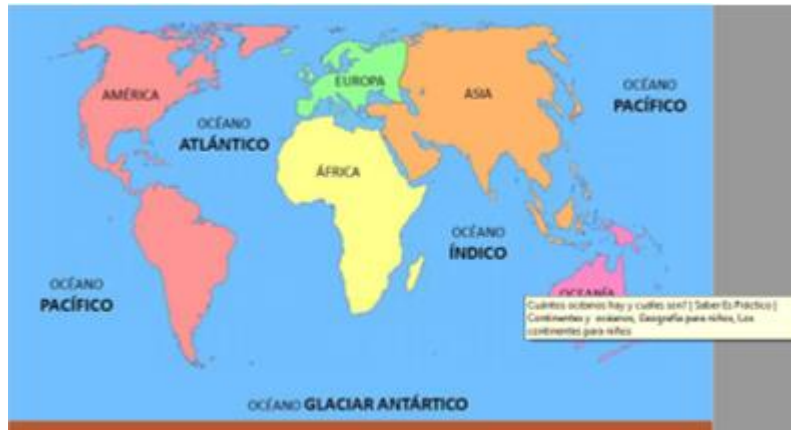 EUROPA
AMÉRICA
ASIA
OCÉANO
PACÍFICO
OCÉANO
ATLÁNTICO
ÁFRICA
OCÉANO
ÍNDICO
OCÉANO
PACÍFICO
OCEANÍA
Cuántos océanos hay y cuáles son? | Saber Es Práctico |
Continentes y océanos, Geografía para niños, Los
continentes para niños
OCÉANO GLACIAR ANTÁRTICO